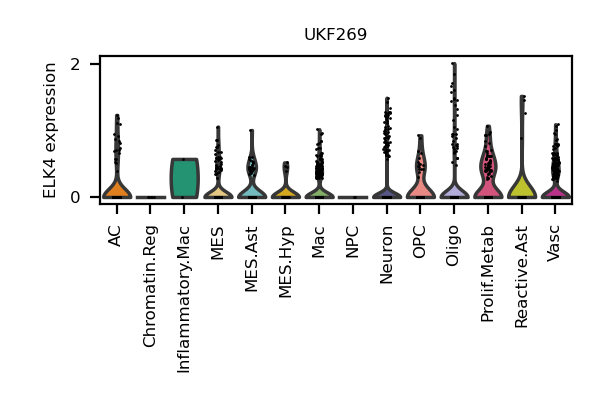 UKF269
ELK4 expression
2
0
AC
Chromatin.Reg
Inflammatory.Mac
MES
MES.Ast
MES.Hyp
Mac
NPC
Neuron
OPC
Oligo
Prolif.Metab
Reactive.Ast
Vasc